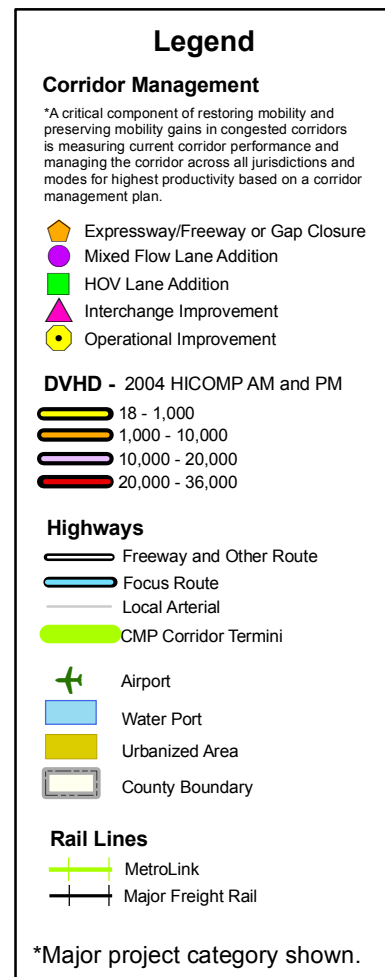 Legend
Corridor Management
*A critical component of restoring mobility and
preserving mobility gains in congested corridors
is measuring current corridor performance and
managing the corridor across all jurisdictions and
modes for highest productivity based on a corridor
management plan.
Expressway/Freeway or Gap Closure
Mixed Flow Lane Addition
HOV Lane Addition
Interchange Improvement
Operational Improvement
DVHD - 2004 HICOMP AM and PM
18 - 1,000
1,000 - 10,000
10,000 - 20,000
20,000 - 36,000
Highways
Freeway and Other Route
Focus Route
Local Arterial
CMP Corridor Termini
Airport
Water Port
Urbanized Area
County Boundary
Rail Lines
MetroLink
Major Freight Rail
*Major project category shown.